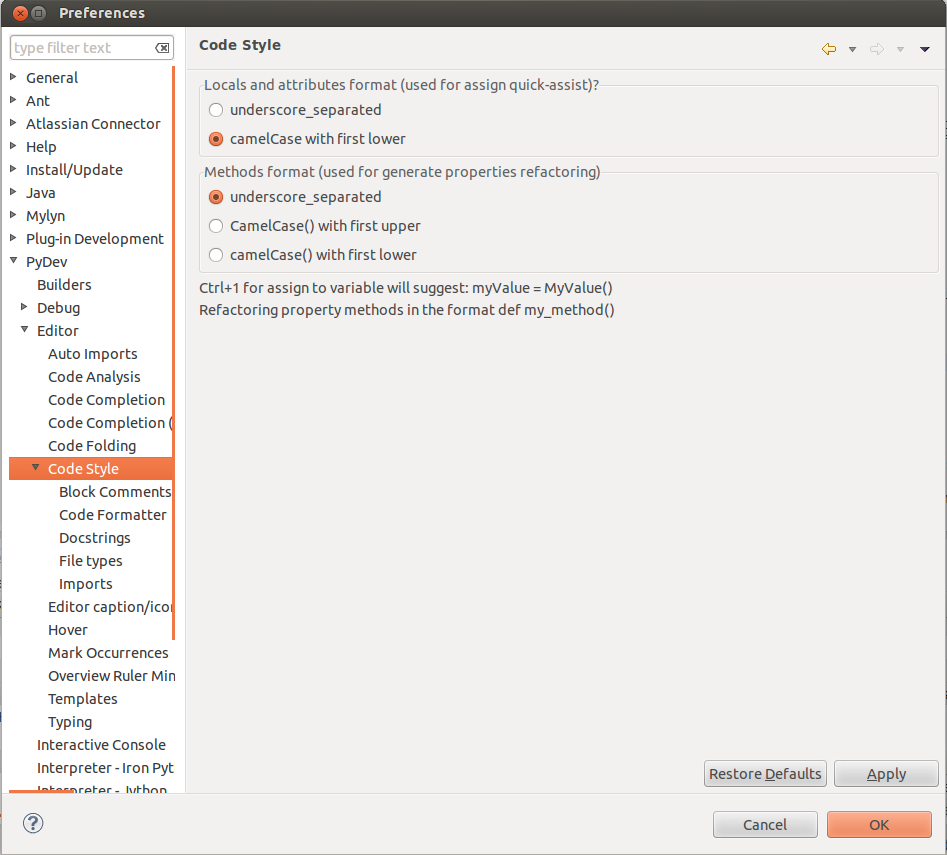 Preferences
type filter text
General
Ant
Atlassian Connector
Help
Install/Update
Java
Mylyn
Plug-in Development
PyDev
Builders
Debug
Editor
Auto Imports
Code Analysis
Code Completion
Code Completion (
Code Folding
Code Style
Block Comments
Code Formatter
Docstrings
File types
Imports
Editor caption/icon
Hover
Mark Occurrences
Overview Ruler Min
Templates
Typing
Interactive Console
Interpreter - Iron Pyt
Interpreter - Jython
Code Style
Locals and attributes format (used for assign quick-assist)?
underscore_separated
camelCase with first lower
Methods format (used for generate properties refactoring)
underscore_separated
CamelCase() with first upper
camelCase() with first lower
Ctrl+1 for assign to variable will suggest: myValue = MyValue()
Refactoring property methods in the format def my_method()
Restore Defaults
Apply
?
Cancel
OK